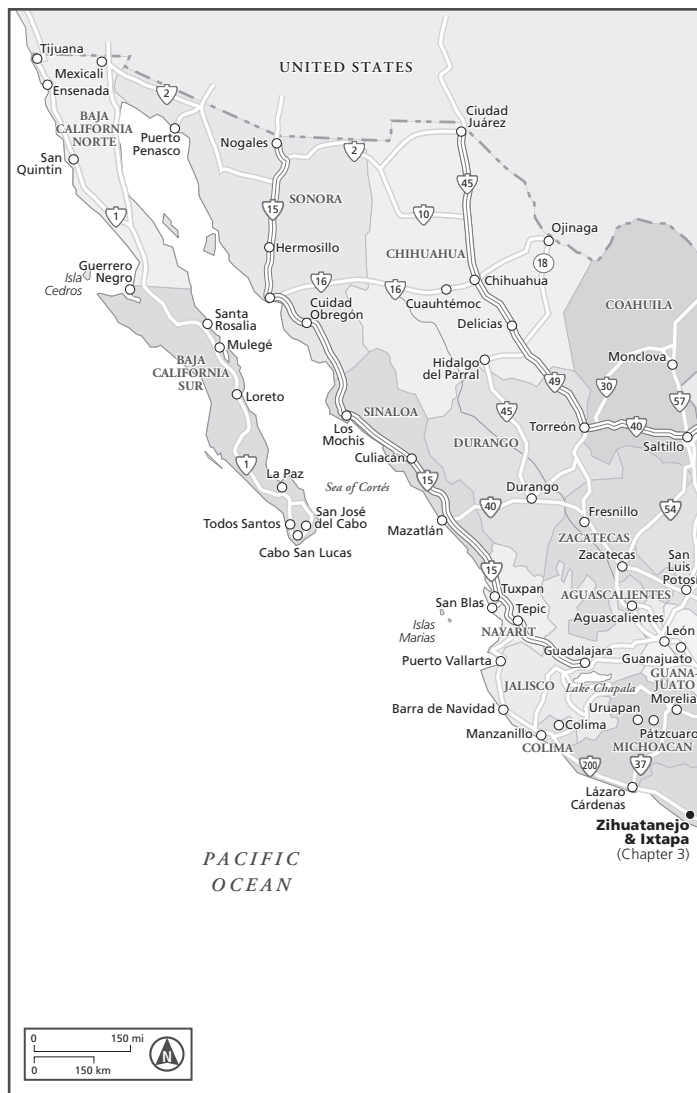 Tijuana
Mexicali
Ensenada
UNITED STATES
2
BAJA
CALIFORNIA
NORTE
Puerto
Penasco
Nogales
2
Ciudad
Juárez
San
Quintin
45
SONORA
15
10
1
Ojinaga
Hermosillo
CHIHUAHUA
18
Guerrero
Negro
Isla
Cedros
16
16
Chihuahua
Cuauhtémoc
COAHUILA
Santa
Rosalia
Cuidad
Obregón
Delicias
Mulegé
BAJA
CALIFORNIA
SUR
Hidalgo
del Parral
Monclova
49
30
Loreto
57
SINALOA
45
Los
Mochis
Torreón
40
DURANGO
Saltillo
Culiacán
1
La Paz
15
Sea of Cortés
Durango
40
54
San José
del Cabo
Todos Santos
Mazatlán
Fresnillo
ZACATECAS
Cabo San Lucas
Zacatecas
San
Luis
Potosí
15
Tuxpan
AGUASCALIENTES
San Blas
Tepic
Aguascalientes
Islas
Marias
NAYARIT
León
Guadalajara
Guanajuato
Puerto Vallarta
GUANA-
JUATO
JALISCO
Lake Chapala
Morelia
Barra de Navidad
Uruapan
Colima
Manzanillo
Pátzcuaro
COLIMA
MICHOACAN
200
37
Lázaro
Cárdenas
Zihuatanejo
& Ixtapa
(Chapter 3)
PACIFIC
OCEAN
0
150 mi
N
0
150 km